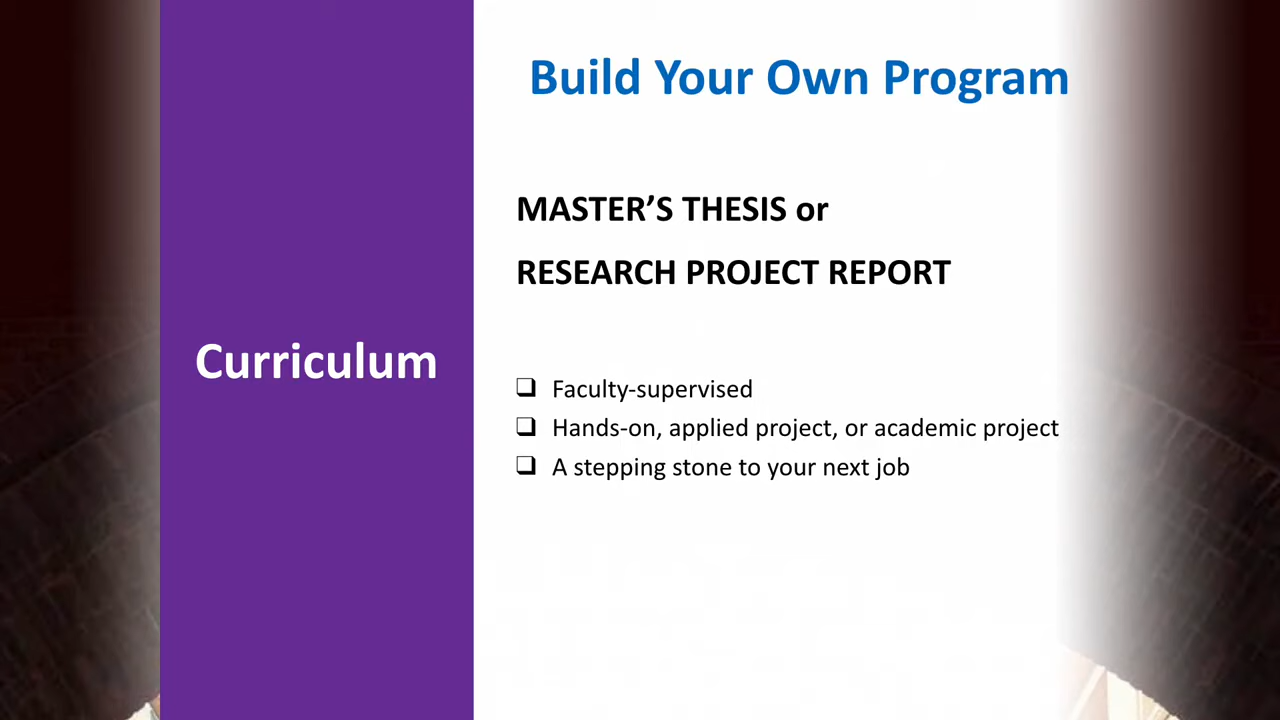 Build Your Own Program
MASTER’S THESIS or
RESEARCH PROJECT REPORT
Curriculum
❑ Faculty-supervised
❑ Hands-on, applied project, or academic project
❑ A stepping stone to your next job